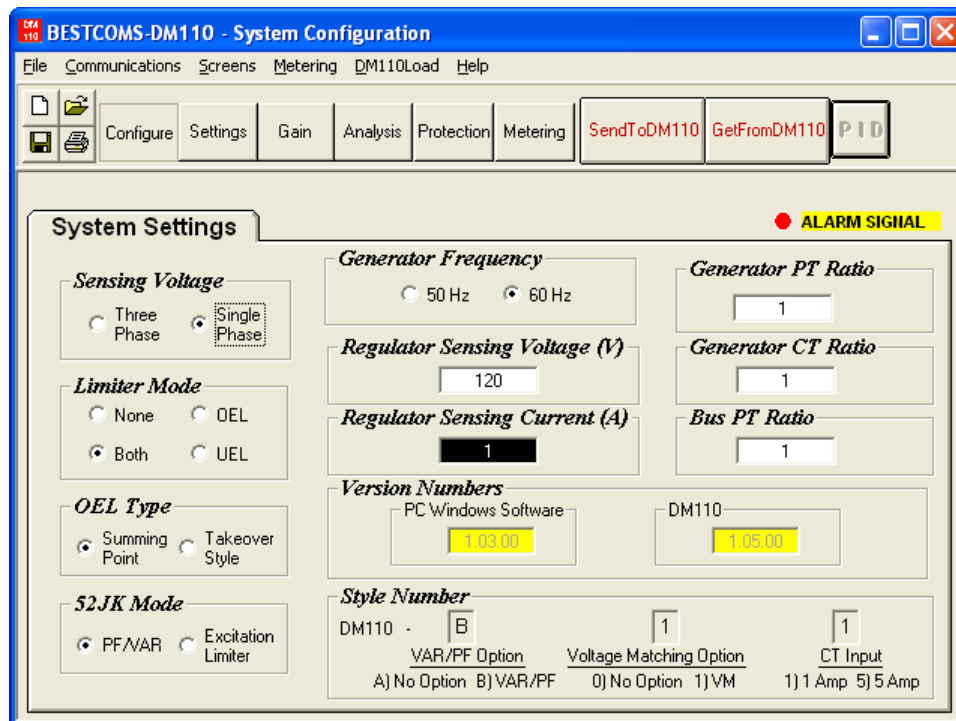 DM 110 BESTCOMS-DM110 - System Configuration
File Communications Screens Metering DM110Load Help
Configure Settings Gain Analysis Protection Metering SendToDM110 GetFromDM110 PID
System Settings
ALARM SIGNAL
Sensing Voltage
Three Phase
Single Phase
Limiter Mode
None OEL
Both UEL
OEL Type
Summing Point
Takeover Style
52JK Mode
PF/VAR
Excitation Limiter
Generator Frequency
50 Hz 60 Hz
Regulator Sensing Voltage (V)
120
Regulator Sensing Current (A)
1
Generator PT Ratio
1
Generator CT Ratio
1
Bus PT Ratio
1
Version Numbers
PC Windows Software
1.03.00
DM110
1.05.00
Style Number
DM110 - B 1 1
VAR/PF Option Voltage Matching Option CT Input
A) No Option B) VAR/PF 0) No Option 1) VM 1) 1 Amp 5) 5 Amp